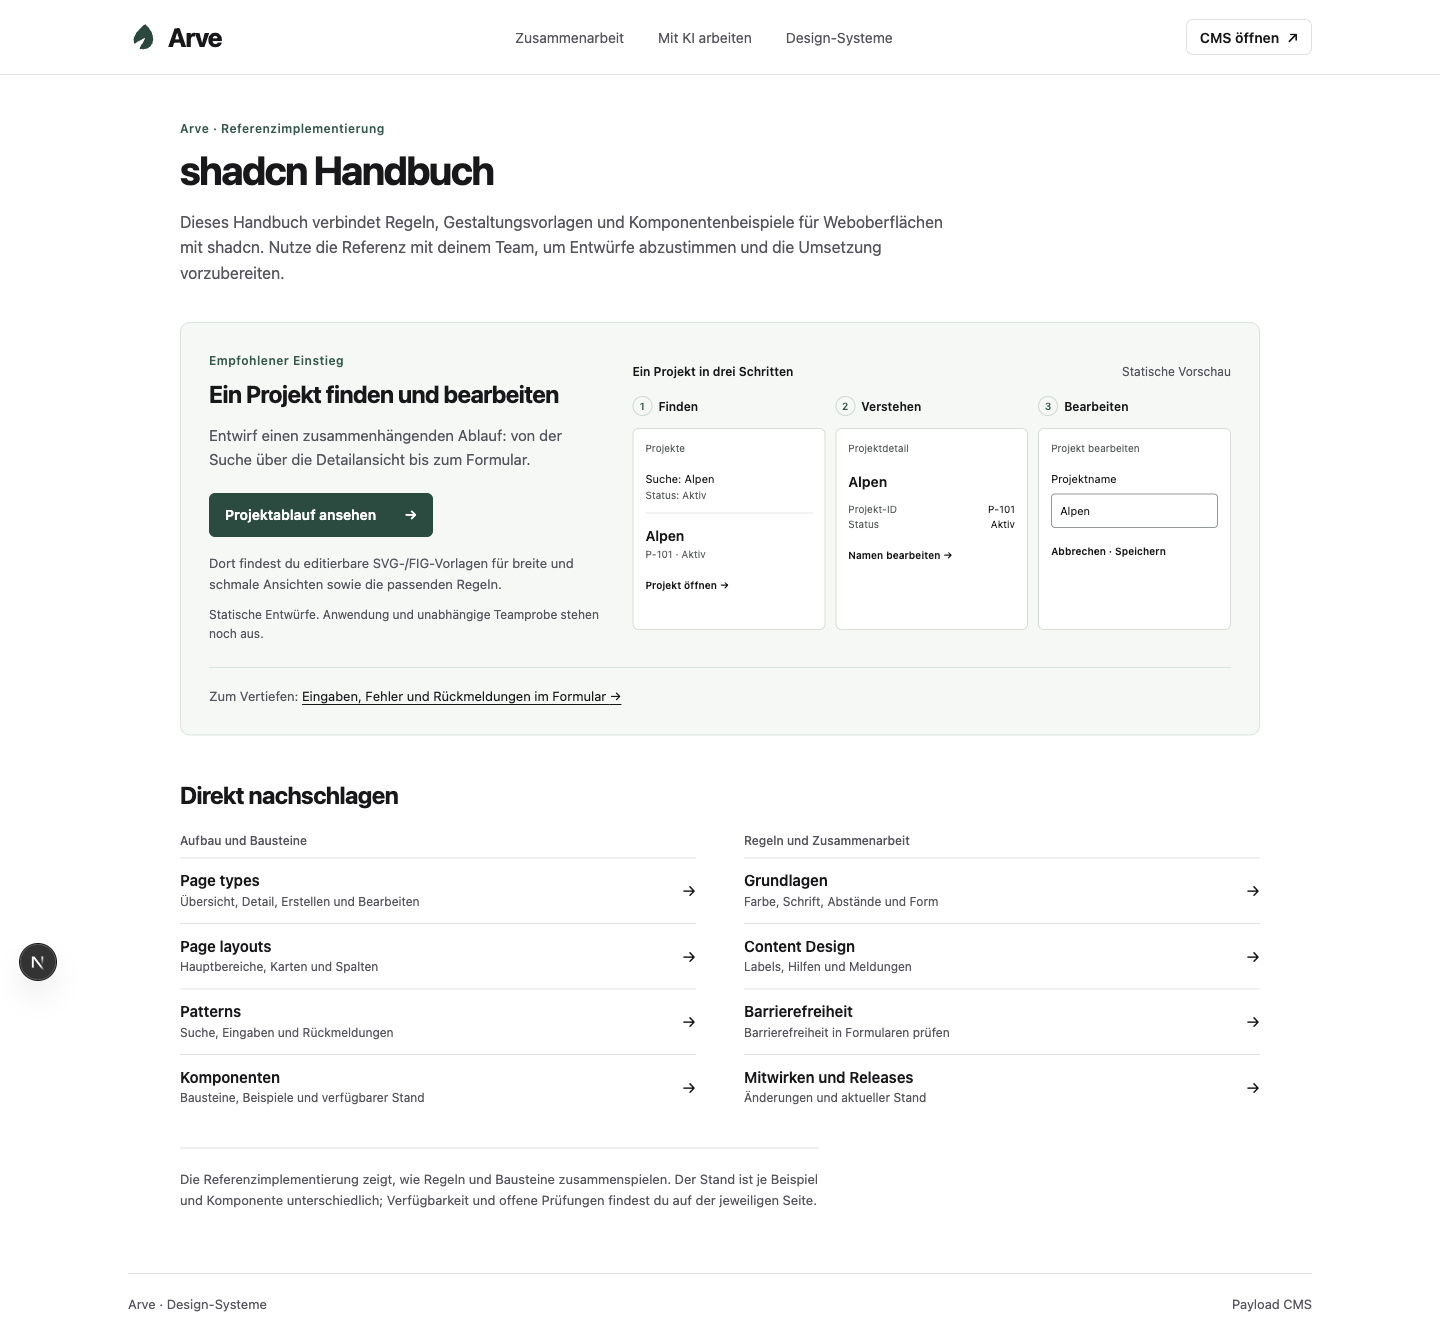 Arve
Zusammenarbeit
Mit KI arbeiten
Design-Systeme
CMS öffnen ↗
Arve · Referenzimplementierung
shadcn Handbuch
Dieses Handbuch verbindet Regeln, Gestaltungsvorlagen und Komponentenbeispiele für Weboberflächen
mit shadcn. Nutze die Referenz mit deinem Team, um Entwürfe abzustimmen und die Umsetzung
vorzubereiten.
Empfohlener Einstieg
Ein Projekt finden und bearbeiten
Entwirf einen zusammenhängenden Ablauf: von der
Suche über die Detailansicht bis zum Formular.
Projektablauf ansehen →
Dort findest du editierbare SVG-/FIG-Vorlagen für breite und
schmale Ansichten sowie die passenden Regeln.
Statische Entwürfe. Anwendung und unabhängige Teamprobe stehen
noch aus.
Ein Projekt in drei Schritten
Statische Vorschau
1 Finden
Projekte
Suche: Alpen
Status: Aktiv
Alpen
P-101 · Aktiv
Projekt öffnen →
2 Verstehen
Projektdetail
Alpen
Projekt-ID P-101
Status Aktiv
Namen bearbeiten →
3 Bearbeiten
Projekt bearbeiten
Projektname
Alpen
Abbrechen · Speichern
Zum Vertiefen: Eingaben, Fehler und Rückmeldungen im Formular →
Direkt nachschlagen
Aufbau und Bausteine
Page types →
Übersicht, Detail, Erstellen und Bearbeiten
Page layouts →
Hauptbereiche, Karten und Spalten
Patterns →
Suche, Eingaben und Rückmeldungen
Komponenten →
Bausteine, Beispiele und verfügbarer Stand
Regeln und Zusammenarbeit
Grundlagen →
Farbe, Schrift, Abstände und Form
Content Design →
Labels, Hilfen und Meldungen
Barrierefreiheit →
Barrierefreiheit in Formularen prüfen
Mitwirken und Releases →
Änderungen und aktueller Stand
N
Die Referenzimplementierung zeigt, wie Regeln und Bausteine zusammenspielen. Der Stand ist je Beispiel
und Komponente unterschiedlich; Verfügbarkeit und offene Prüfungen findest du auf der jeweiligen Seite.
Arve · Design-Systeme
Payload CMS